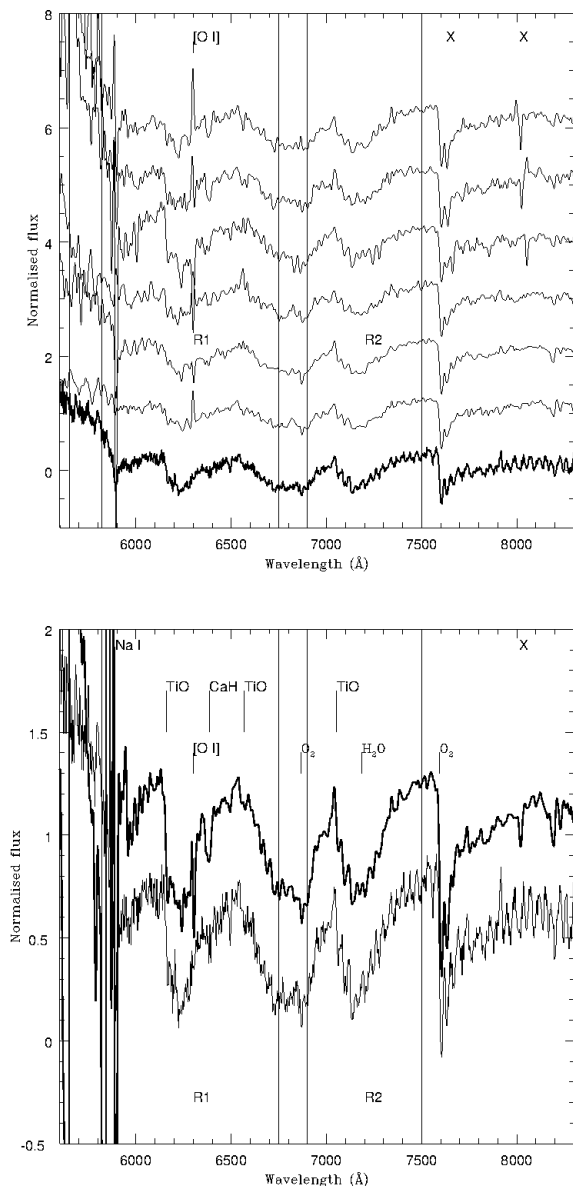 8
[O I]
X
X
6
4
2
0
R1
R2
Normalised flux
6000
6500
7000
7500
8000
Wavelength (Å)
2
Na I
X
TiO
CaH
TiO
TiO
[O I]
O₂
H₂O
O₂
1.5
1
0.5
0
-0.5
R1
R2
Normalised flux
6000
6500
7000
7500
8000
Wavelength (Å)